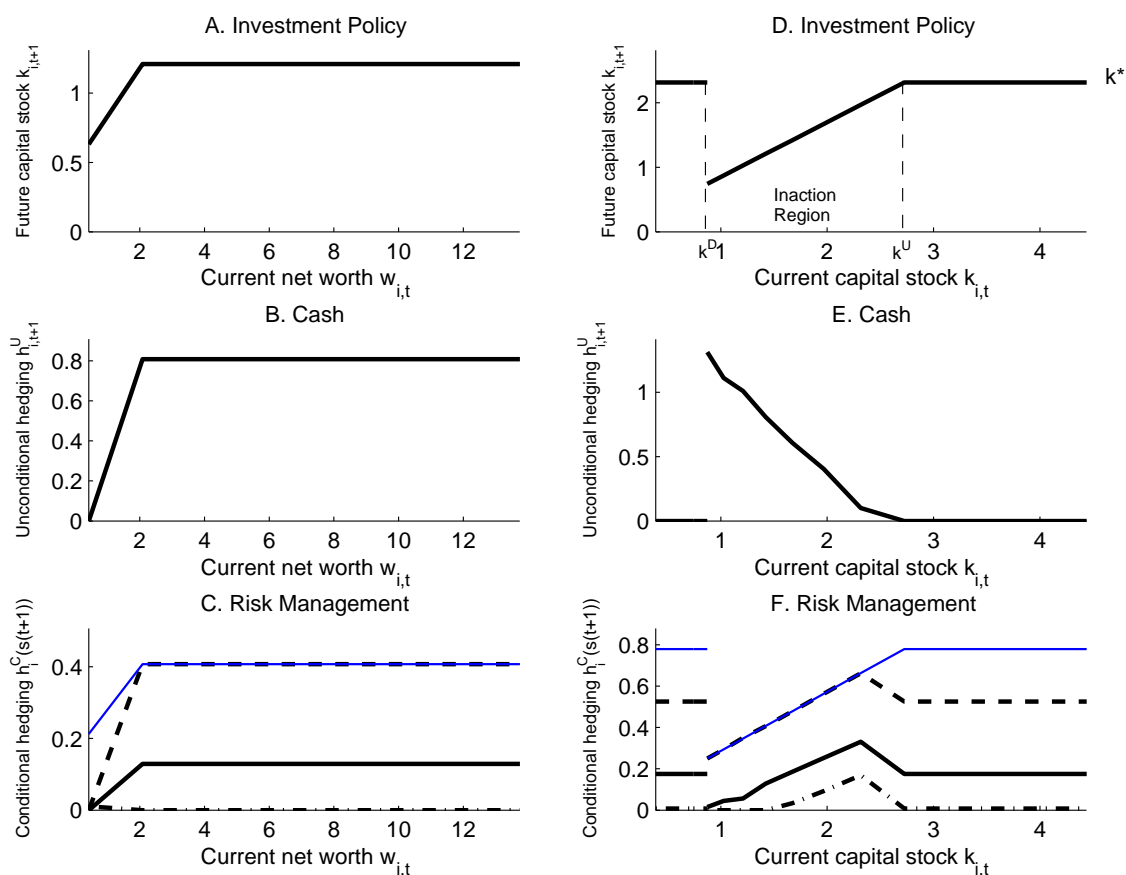 A. Investment Policy
Future capital stock k_{i,t+1}
1
0.5
0
2 4 6 8 10 12
Current net worth w_{i,t}
B. Cash
Unconditional hedging h^U_{i,t+1}
0.8
0.6
0.4
0.2
0
2 4 6 8 10 12
Current net worth w_{i,t}
C. Risk Management
Conditional hedging h^C_i(s(t+1))
0.4
0.2
0
2 4 6 8 10 12
Current net worth w_{i,t}
D. Investment Policy
Future capital stock k_{i,t+1}
k*
2
1
0
Inaction
Region
k^D 1 2 k^U 3 4
Current capital stock k_{i,t}
E. Cash
Unconditional hedging h^U_{i,t+1}
1
0.5
0
1 2 3 4
Current capital stock k_{i,t}
F. Risk Management
Conditional hedging h^C_i(s(t+1))
0.8
0.6
0.4
0.2
0
1 2 3 4
Current capital stock k_{i,t}